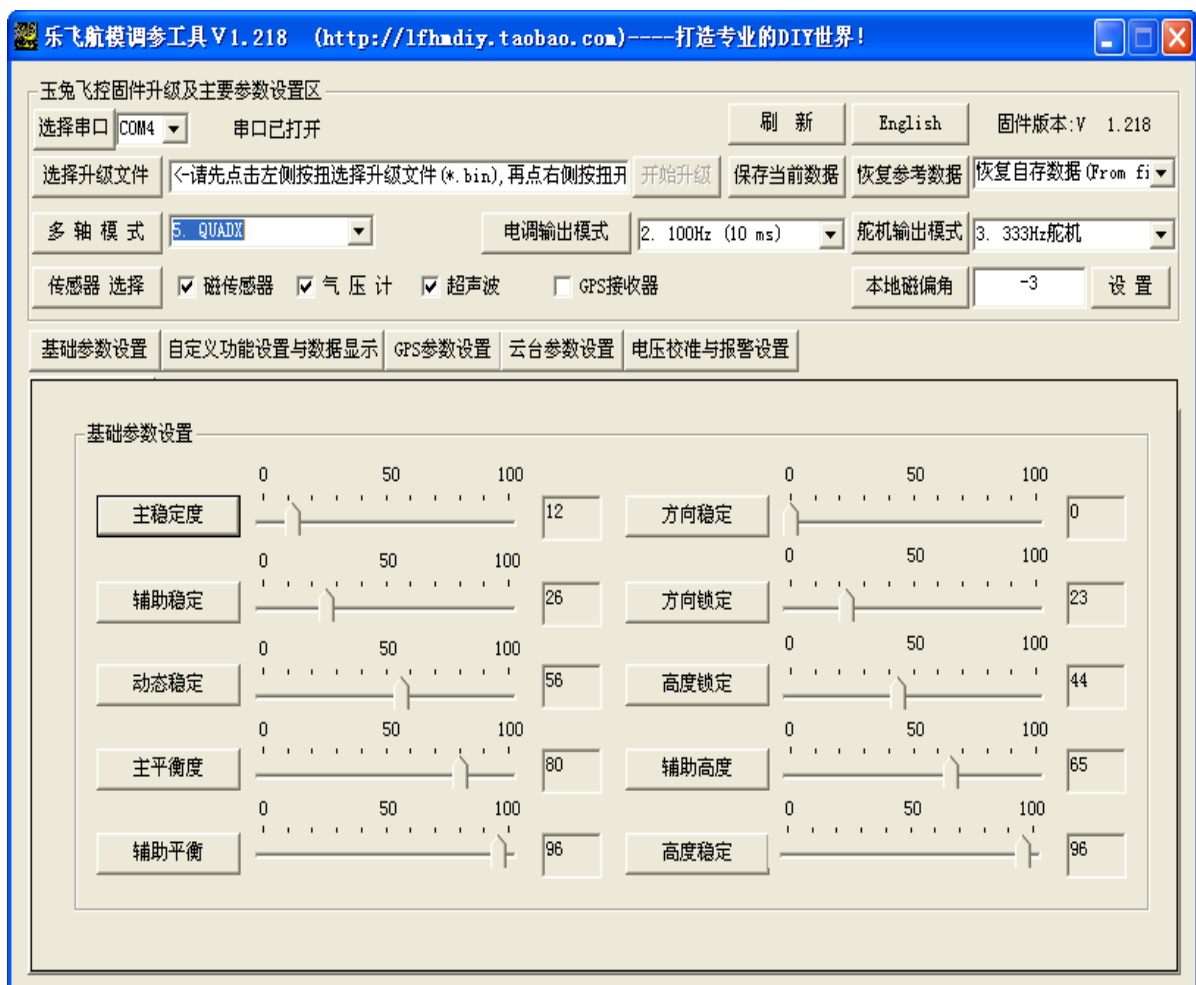 乐飞航模调参工具V1.218 (http://lfhmdiy.taobao.com)----打造专业的DIY世界!
玉兔飞控固件升级及主要参数设置区
选择串口 COM4 串口已打开 刷 新 English 固件版本:V 1.218
选择升级文件 <-请先点击左侧按扭选择升级文件(*.bin),再点右侧按扭开 开始升级 保存当前数据 恢复参考数据 恢复自存数据(From fi
多 轴 模 式 5. QUADX 电调输出模式 2. 100Hz (10 ms) 舵机输出模式 3. 333Hz舵机
传感器 选择 磁传感器 气 压 计 超声波 GPS接收器 本地磁偏角 -3 设 置
基础参数设置 自定义功能设置与数据显示 GPS参数设置 云台参数设置 电压校准与报警设置
基础参数设置
0 50 100 0 50 100
主稳定度 12 方向稳定 0
0 50 100 0 50 100
辅助稳定 26 方向锁定 23
0 50 100 0 50 100
动态稳定 56 高度锁定 44
0 50 100 0 50 100
主平衡度 80 辅助高度 65
0 50 100 0 50 100
辅助平衡 96 高度稳定 96